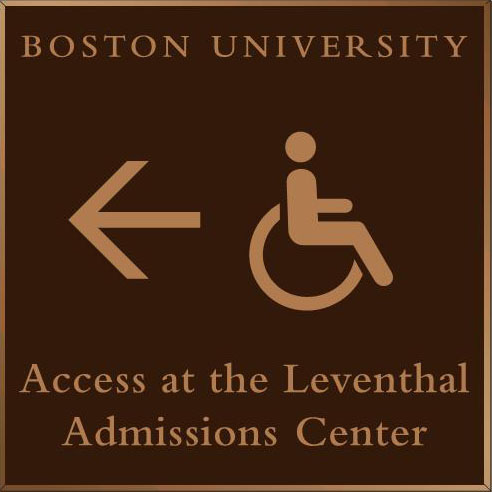 BOSTON UNIVERSITY
Access at the Leventhal
Admissions Center